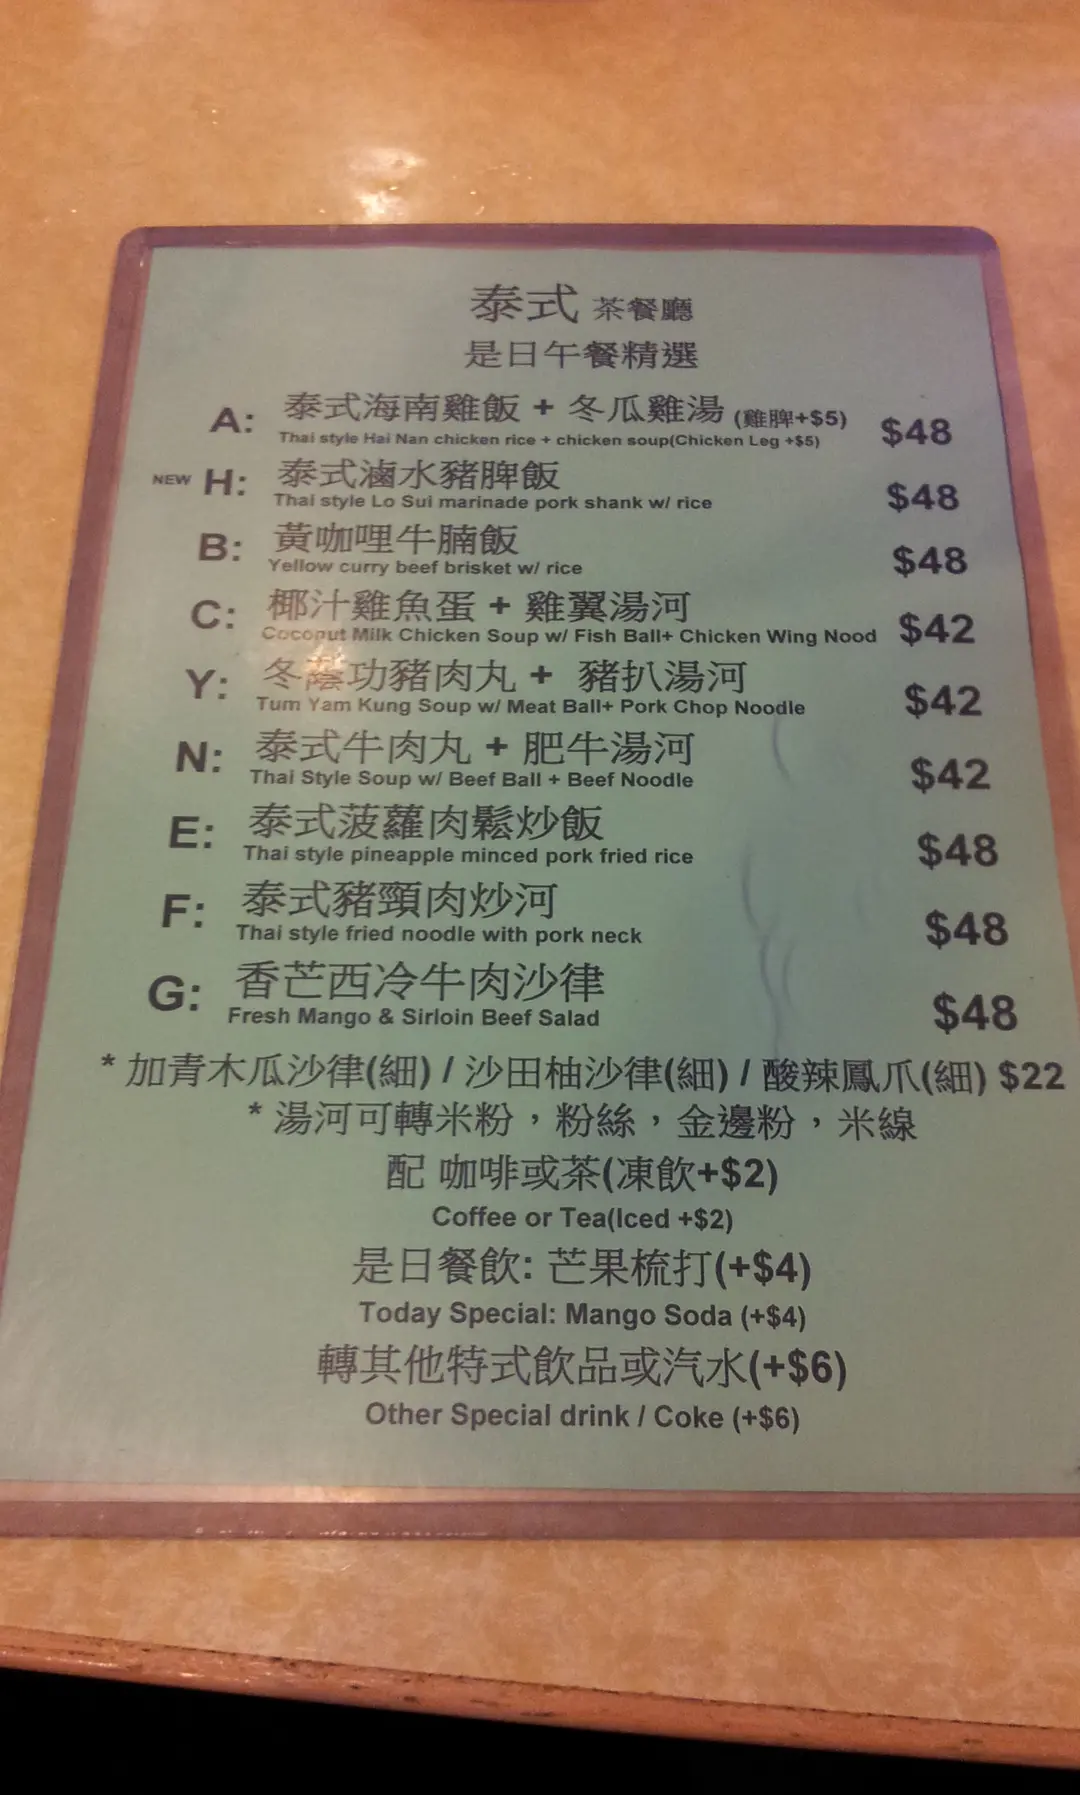 泰式 茶餐廳
是日午餐精選
A: 泰式海南雞飯 + 冬瓜雞湯 (雞脾+$5) $48
Thai style Hai Nan chicken rice + chicken soup(Chicken Leg +$5)
NEW H: 泰式滷水豬脾飯 $48
Thai style Lo Sui marinade pork shank w/ rice
B: 黃咖哩牛腩飯 $48
Yellow curry beef brisket w/ rice
C: 椰汁雞魚蛋 + 雞翼湯河 $42
Coconut Milk Chicken Soup w/ Fish Ball+ Chicken Wing Nood
Y: 冬蔭功豬肉丸 + 豬扒湯河 $42
Tum Yam Kung Soup w/ Meat Ball+ Pork Chop Noodle
N: 泰式牛肉丸 + 肥牛湯河 $42
Thai Style Soup w/ Beef Ball + Beef Noodle
E: 泰式菠蘿肉鬆炒飯 $48
Thai style pineapple minced pork fried rice
F: 泰式豬頸肉炒河 $48
Thai style fried noodle with pork neck
G: 香芒西冷牛肉沙律 $48
Fresh Mango & Sirloin Beef Salad
* 加青木瓜沙律(細) / 沙田柚沙律(細) / 酸辣鳳爪(細) $22
* 湯河可轉米粉，粉絲，金邊粉，米線
配 咖啡或茶(凍飲+$2)
Coffee or Tea(Iced +$2)
是日餐飲: 芒果梳打(+$4)
Today Special: Mango Soda (+$4)
轉其他特式飲品或汽水(+$6)
Other Special drink / Coke (+$6)